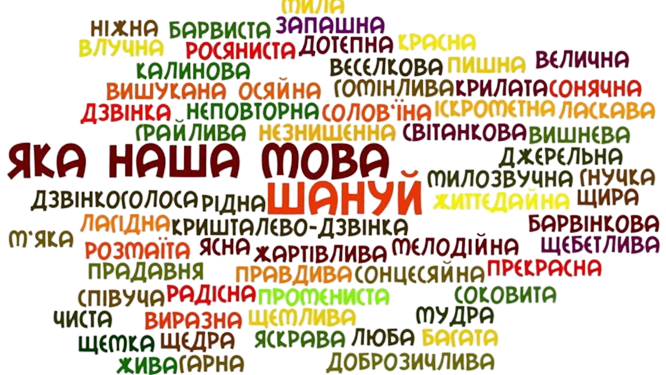 МИЛА
НІЖНА БАРВИСТА ЗАПАШНА
ВЛУЧНА РОСЯНИСТА ДОТЕПНА КРАСНА
КАЛИНОВА ВЕСЕЛКОВА ПИШНА ВЕЛИЧНА
ВИШУКАНА ОСЯЙНА ГОМІНЛИВА КРИЛАТА СОНЯЧНА
ДЗВІНКА НЕПОВТОРНА СОЛОВ'ЇНА ІСКРОМЕТНА ЛАСКАВА
ГРАЙЛИВА НЕЗНИЩЕННА СВІТАНКОВА ВИШНЕВА
ЯКА НАША МОВА ДЖЕРЕЛЬНА
МИЛОЗВУЧНА ГНУЧКА
ДЗВІНКОГОЛОСА РІДНА ШАНУЙ ЖИТТЕДАЙНА ЩИРА
ЛАГІДНА КРИШТАЛЕВО-ДЗВІНКА БАРВІНКОВА
М'ЯКА РОЗМАЇТА ЯСНА ЖАРТІВЛИВА МЕЛОДІЙНА ЩЕБЕТЛИВА
ПРАДАВНЯ ПРАВДИВА СОНЦЕСЯЙНА ПРЕКРАСНА
СПІВУЧА РАДІСНА ПРОМЕНИСТА СОКОВИТА
ЧИСТА ВИРАЗНА ЩЕМЛИВА МУДРА
ЩЕМКА ЩЕДРА ЯСКРАВА ЛЮБА БАГАТА
ЖИВА ГАРНА ДОБРОЗИЧЛИВА